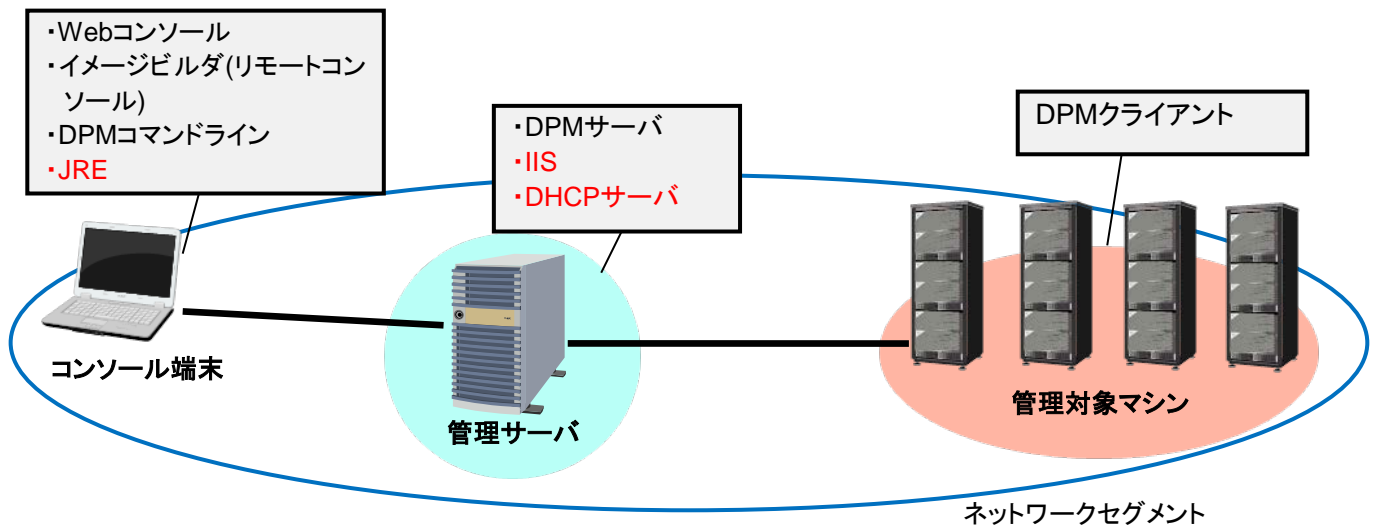 ・Webコンソール
・イメージビルダ(リモートコン
ソール)
・DPMコマンドライン
・JRE
・DPMサーバ
・IIS
・DHCPサーバ
DPMクライアント
コンソール端末
管理サーバ
管理対象マシン
ネットワークセグメント